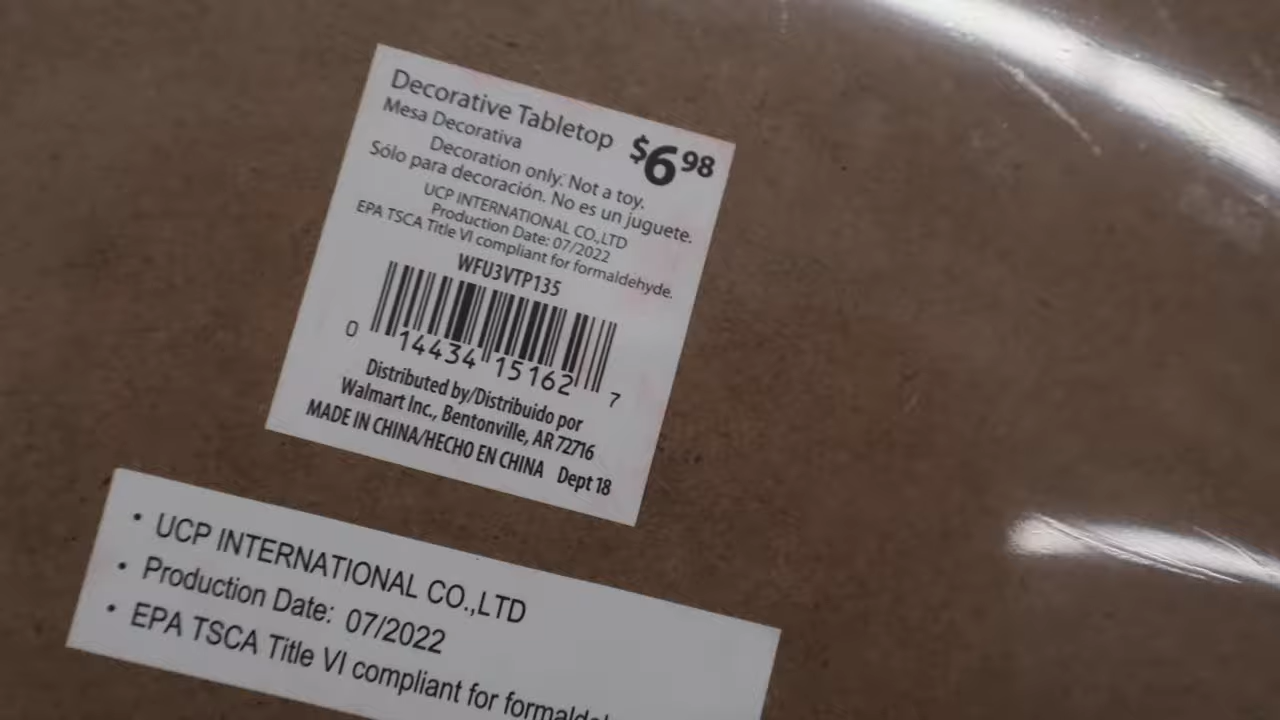 Decorative Tabletop
$6.98
Mesa Decorativa
Decoration only. Not a toy.
Sólo para decoración. No es un juguete.
UCP INTERNATIONAL CO.,LTD
Production Date: 07/2022
EPA TSCA Title VI compliant for formaldehyde.
WFU3VTP135
0 14434 15162 7
Distributed by/Distribuido por
Walmart Inc., Bentonville, AR 72716
MADE IN CHINA/HECHO EN CHINA Dept 18
• UCP INTERNATIONAL CO.,LTD
• Production Date: 07/2022
• EPA TSCA Title VI compliant for